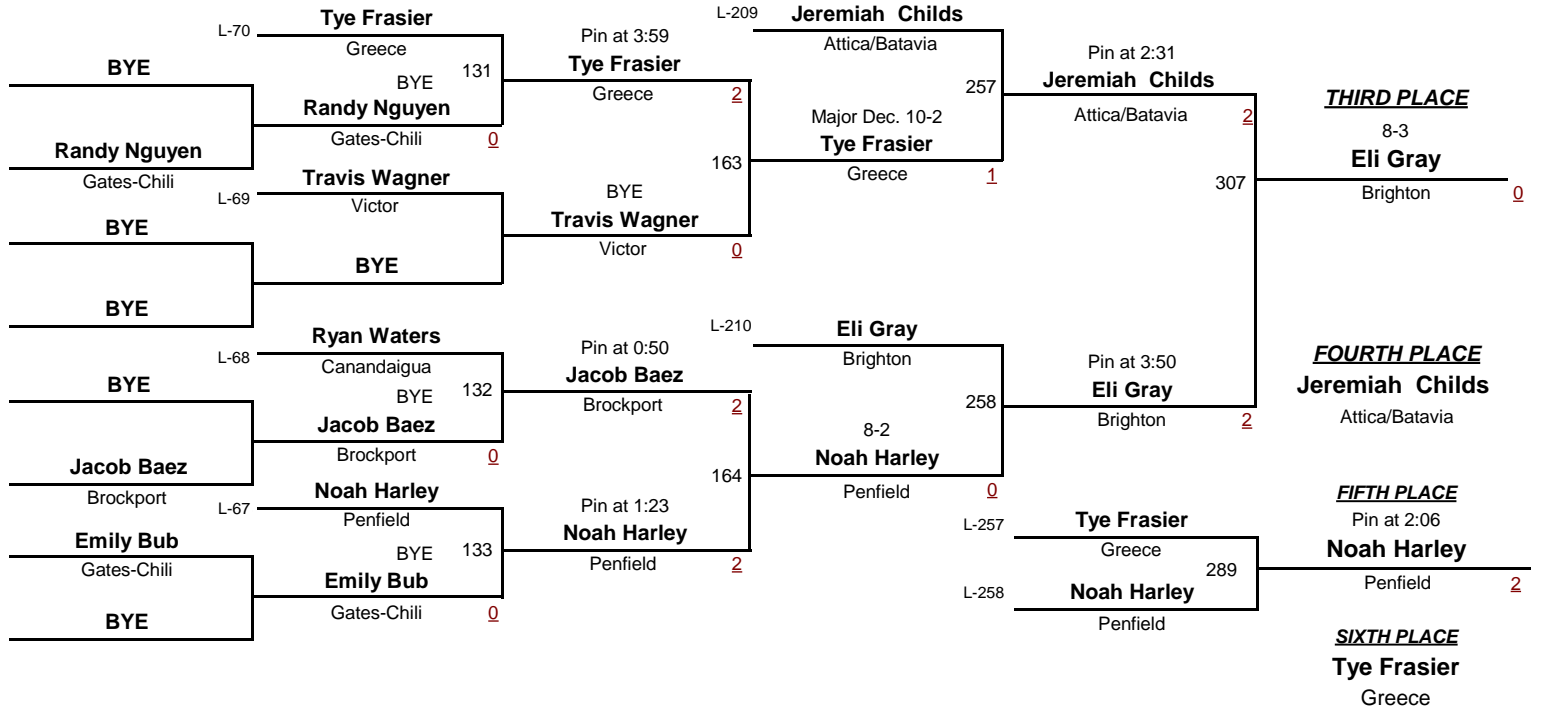 L-70
Tye Frasier
Greece
BYE
BYE
131
Randy Nguyen
Gates-Chili
0
Randy Nguyen
Gates-Chili
Pin at 3:59
Tye Frasier
Greece
2
L-69
Travis Wagner
Victor
BYE
BYE
BYE
163
BYE
Travis Wagner
Victor
0
L-209
Jeremiah Childs
Attica/Batavia
257
Major Dec. 10-2
Tye Frasier
Greece
1
Pin at 2:31
Jeremiah Childs
Attica/Batavia
2
307
THIRD PLACE
8-3
Eli Gray
Brighton
0
L-68
Ryan Waters
Canandaigua
BYE
BYE
132
Jacob Baez
Brockport
0
Jacob Baez
Brockport
Pin at 0:50
Jacob Baez
Brockport
2
164
L-67
Noah Harley
Penfield
Emily Bub
Gates-Chili
BYE
133
Emily Bub
Gates-Chili
0
BYE
Pin at 1:23
Noah Harley
Penfield
2
L-210
Eli Gray
Brighton
258
8-2
Noah Harley
Penfield
0
Pin at 3:50
Eli Gray
Brighton
2
FOURTH PLACE
Jeremiah Childs
Attica/Batavia
L-257
Tye Frasier
Greece
289
L-258
Noah Harley
Penfield
FIFTH PLACE
Pin at 2:06
Noah Harley
Penfield
2
SIXTH PLACE
Tye Frasier
Greece